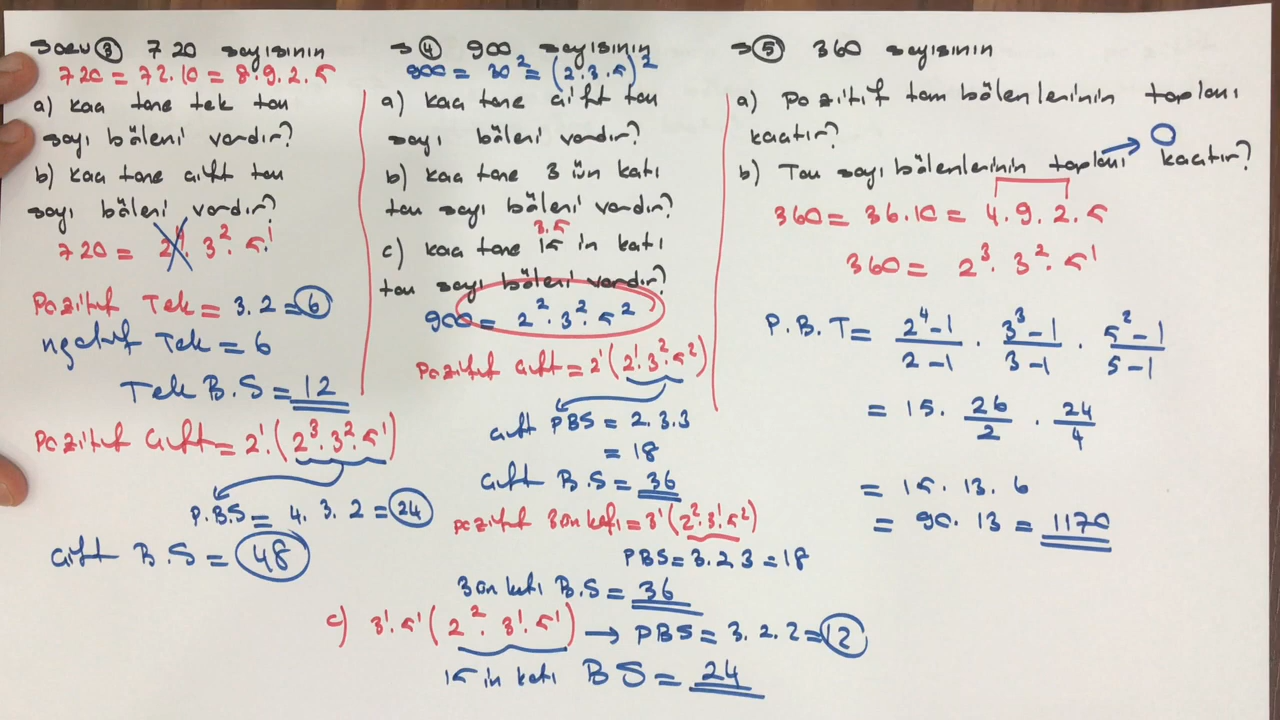 Soru ③ 720 sayısının
720 = 72.10 = 8.9.2.5
a) kaç tane tek tam
sayı böleni vardır?
b) kaç tane çift tam
sayı böleni vardır?
720 = 2⁴. 3². 5¹
Pozitif Tek = 3.2 = 6
negatif Tek = 6
Tek B.S = 12
Pozitif Çift = 2¹.(2³.3².5¹)
P.B.S = 4.3.2 = 24
Çift B.S = 48
S ④ 900 sayısının
900 = 30² = (2.3.5)²
a) kaç tane çift tam
sayı böleni vardır?
b) kaç tane 3 ün katı
tam sayı böleni vardır?
3.5
c) kaç tane 15 in katı
tam sayı böleni vardır?
900 = 2².3².5²
Pozitif Çift = 2¹(2¹.3².5²)
Çift PBS = 2.3.3
= 18
Çift B.S = 36
pozitif 3ün katı = 3¹(2².3¹.5²)
PBS = 3.2.3 = 18
3ün katı B.S = 36
c) 3¹.5¹(2².3¹.5¹) → PBS = 3.2.2 = 12
15 in katı BS = 24
S ⑤ 360 sayısının
a) Pozitif tam bölenlerinin toplamı
kaçtır?
b) Tam sayı bölenlerinin toplamı → 0 kaçtır?
360 = 36.10 = 4.9.2.5
360 = 2³.3².5¹
P.B.T = 2⁴-1/2-1 . 3³-1/3-1 . 5²-1/5-1
= 15. 26/2 . 24/4
= 15.13.6
= 90.13 = 1170